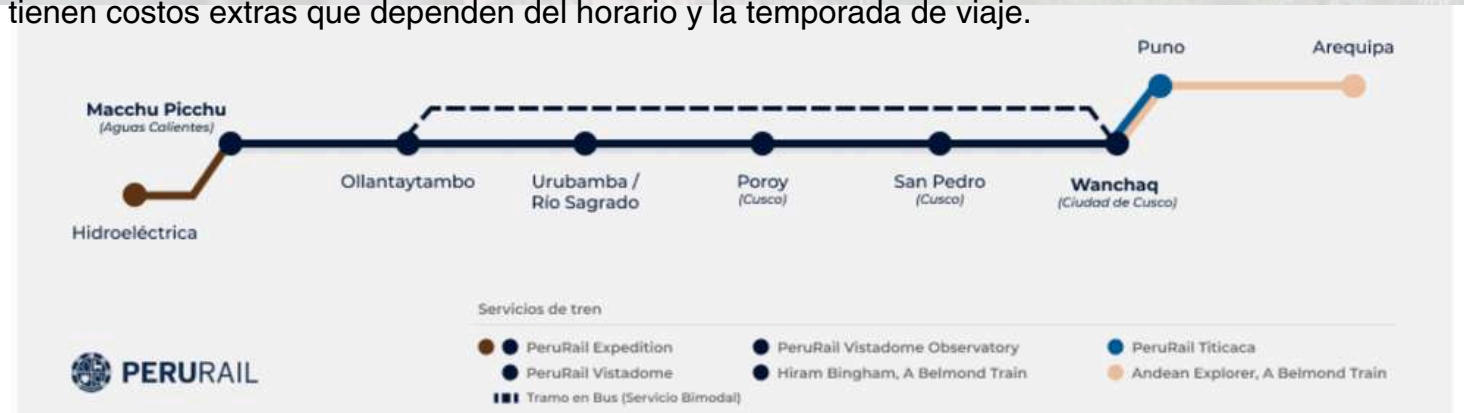 tienen costos extras que dependen del horario y la temporada de viaje.
Puno
Arequipa
Macchu Picchu
(Aguas Calientes)
Ollantaytambo
Urubamba /
Río Sagrado
Poroy
(Cusco)
San Pedro
(Cusco)
Wanchaq
(Ciudad de Cusco)
Hidroeléctrica
Servicios de tren
PeruRail Expedition
PeruRail Vistadome
Tramo en Bus (Servicio Bimodal)
PeruRail Vistadome Observatory
Hiram Bingham, A Belmond Train
PeruRail Titicaca
Andean Explorer, A Belmond Train
PERURAIL